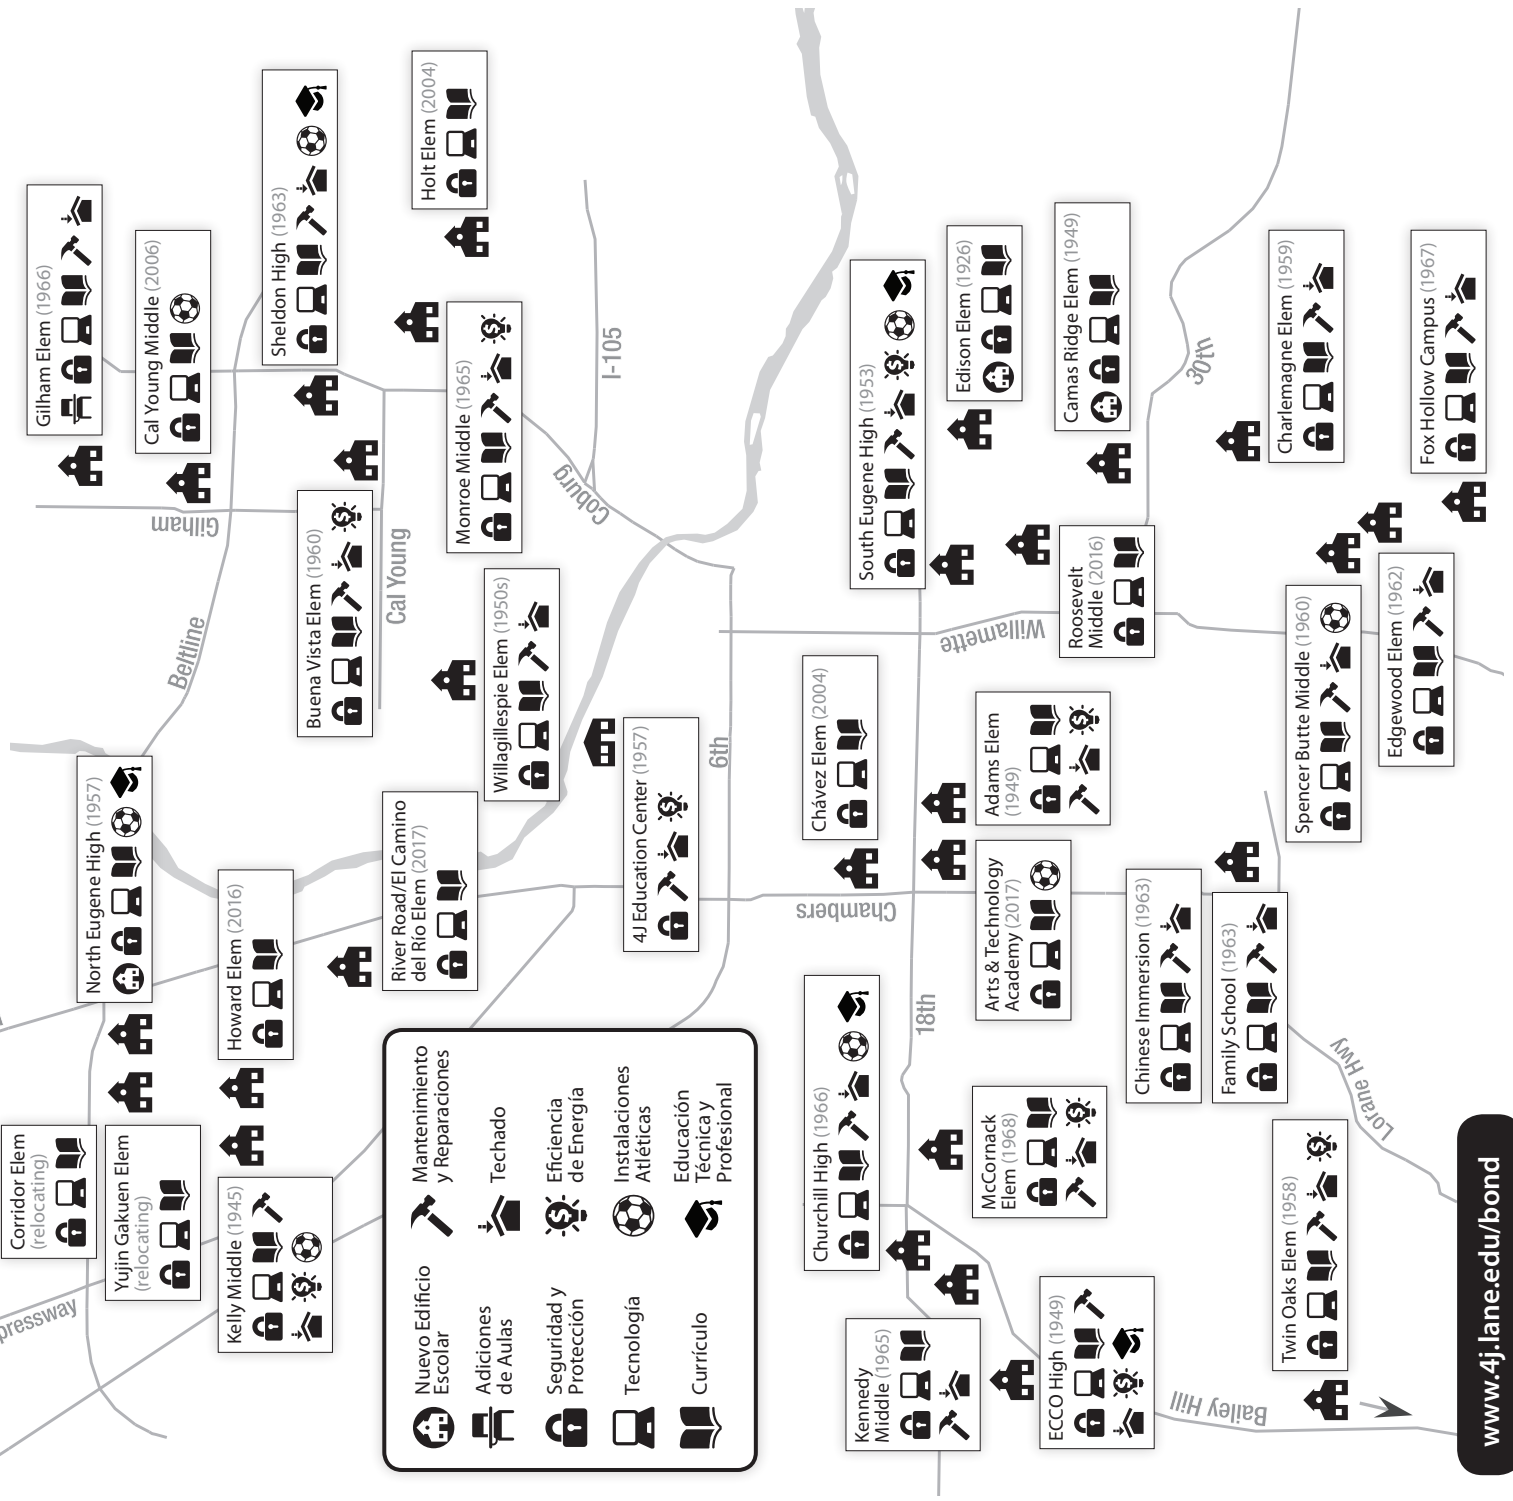 Gilham Elem (1966)
Cal Young Middle (2006)
Sheldon High (1963)
Holt Elem (2004)
Monroe Middle (1965)
Buena Vista Elem (1960)
Willagillespie Elem (1950s)
North Eugene High (1957)
Howard Elem (2016)
River Road/El Camino
del Río Elem (2017)
4J Education Center (1957)
Corridor Elem
(relocating)
Yujin Gakuen Elem
(relocating)
Kelly Middle (1945)
South Eugene High (1953)
Edison Elem (1926)
Camas Ridge Elem (1949)
Charlemagne Elem (1959)
Fox Hollow Campus (1967)
Roosevelt
Middle (2016)
Spencer Butte Middle (1960)
Edgewood Elem (1962)
Chávez Elem (2004)
Adams Elem
(1949)
Arts & Technology
Academy (2017)
Chinese Immersion (1963)
Family School (1963)
Churchill High (1966)
McCornack
Elem (1968)
Kennedy
Middle (1965)
ECCO High (1949)
Twin Oaks Elem (1958)
Gilham
Beltline
Cal Young
Coburg
I-105
6th
Willamette
30th
Chambers
18th
Lorane Hwy
Bailey Hill
pressway
Nuevo Edificio
Escolar
Adiciones
de Aulas
Seguridad y
Protección
Tecnología
Currículo
Mantenimiento
y Reparaciones
Techado
Eficiencia
de Energía
Instalaciones
Atléticas
Educación
Técnica y
Profesional
www.4j.lane.edu/bond